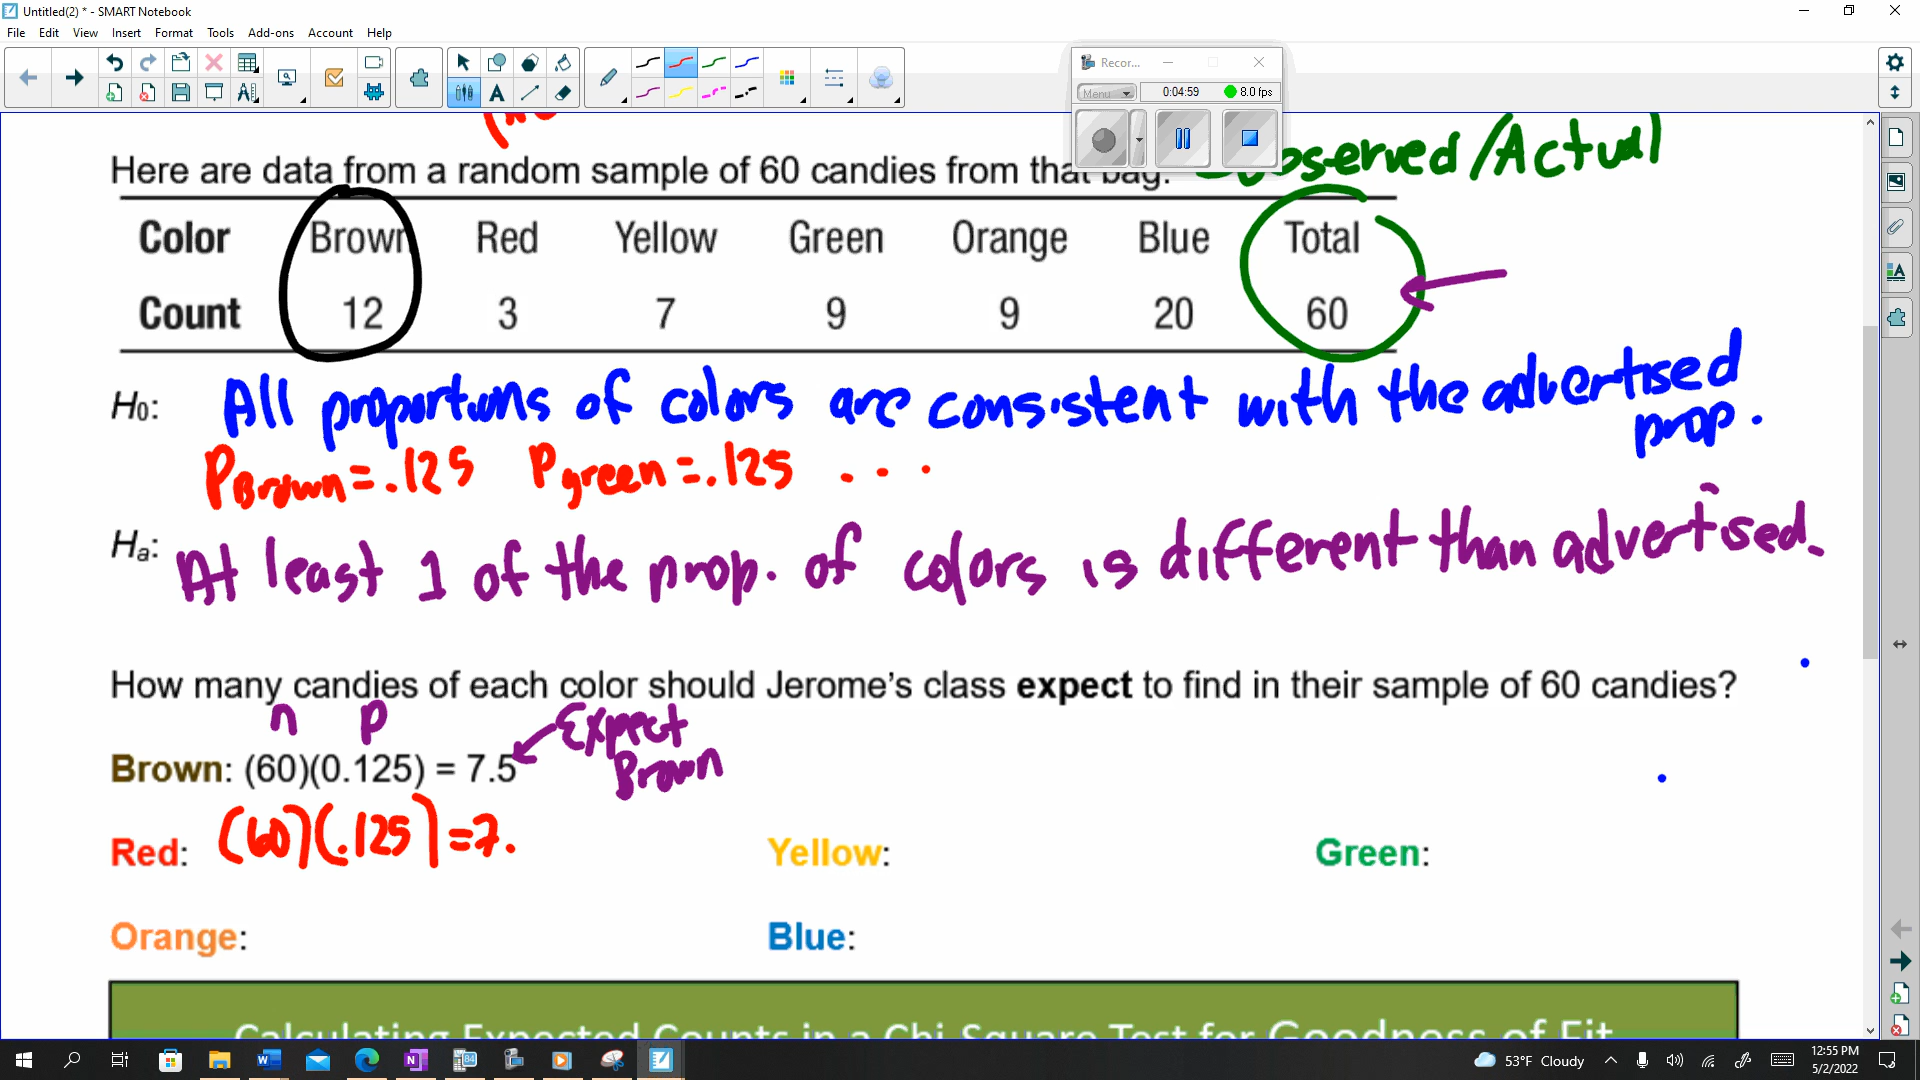 Untitled(2) * - SMART Notebook
File Edit View Insert Format Tools Add-ons Account Help
Recor...
Menu 0:04:59 8.0 fps
Observed/Actual
Here are data from a random sample of 60 candies from that bag.
Color Brown Red Yellow Green Orange Blue Total
Count 12 3 7 9 9 20 60
H0: All proportions of colors are consistent with the advertised
prop.
PBrown = .125 Pgreen = .125 . . .
Ha: At least 1 of the prop. of colors is different than advertised.
How many candies of each color should Jerome's class expect to find in their sample of 60 candies?
n p Expect
Brown: (60)(0.125) = 7.5 Brown
Red: (60)(.125) = 7. Yellow: Green:
Orange: Blue:
Calculating Expected Counts in a Chi-Square Test for Goodness of Fit
53°F Cloudy 12:55 PM
5/2/2022